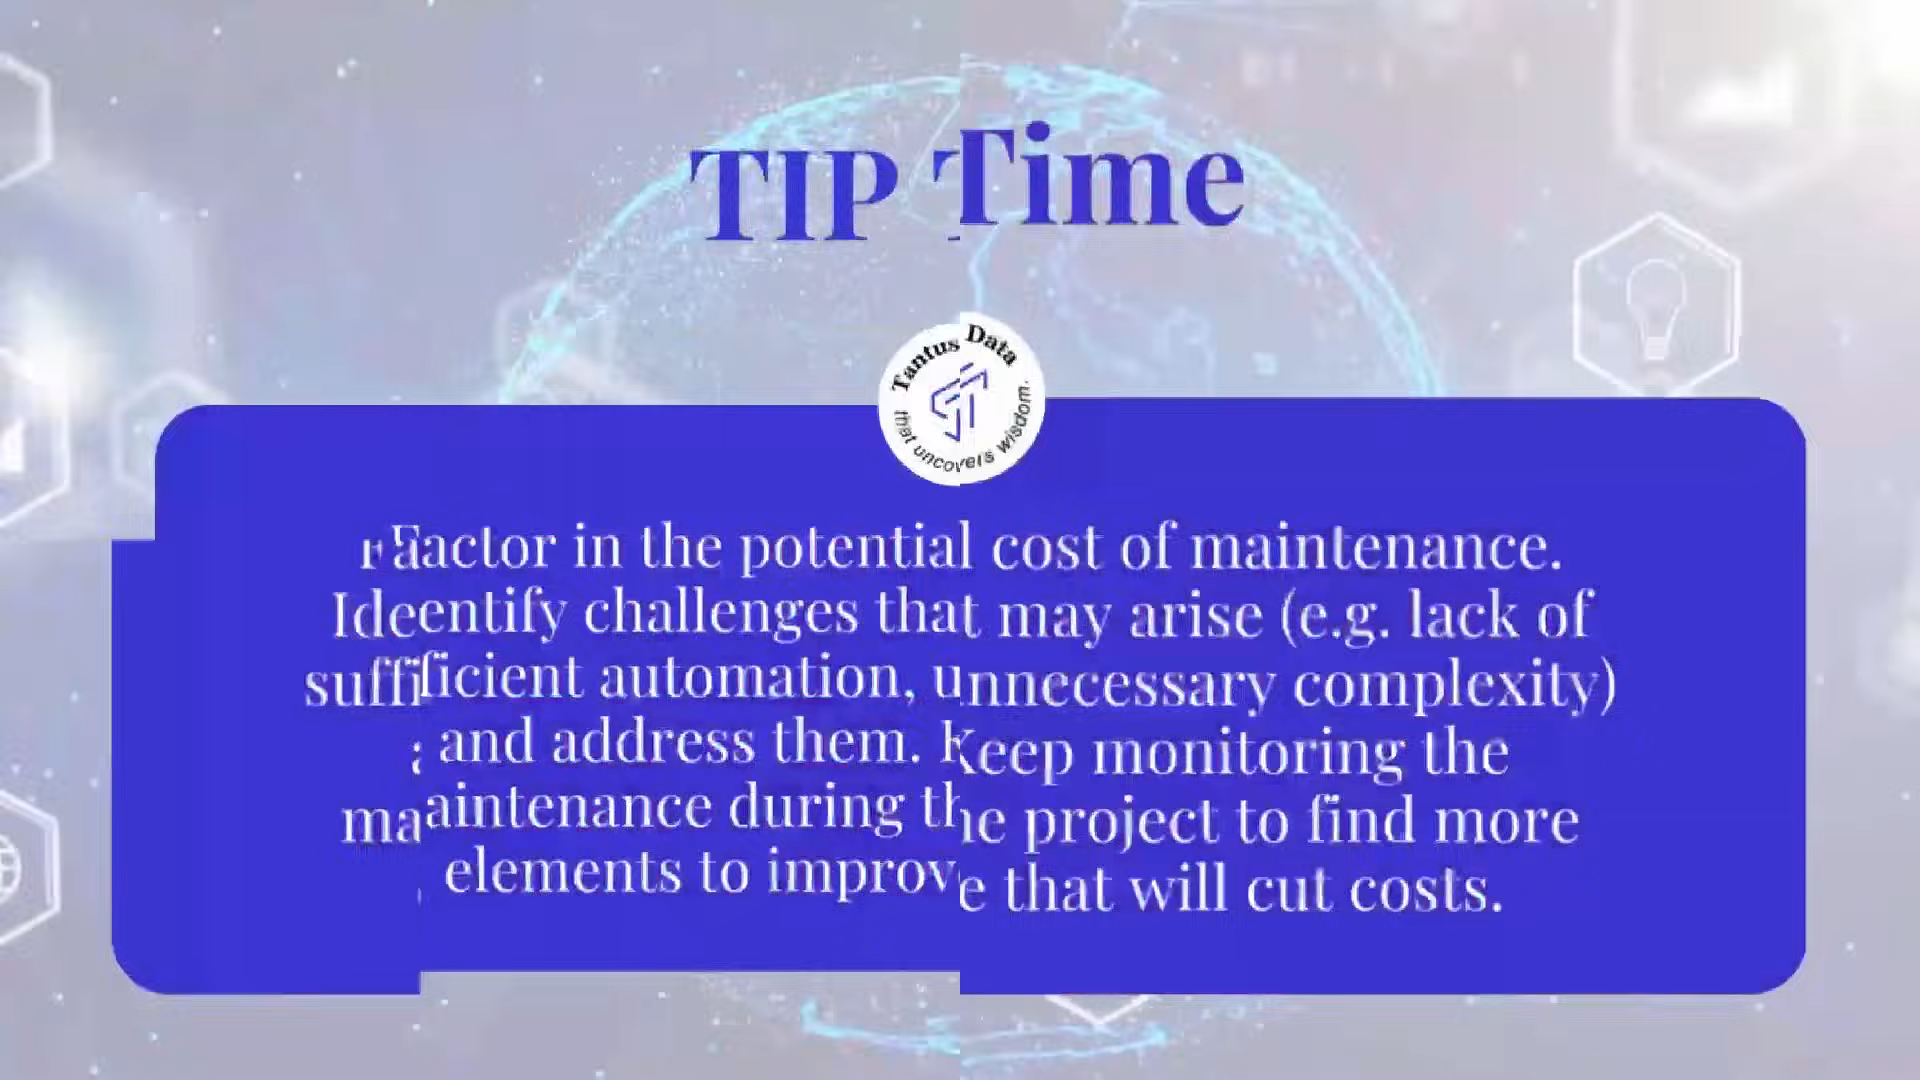 TIP Time
Tantus Data
that uncovers wisdom.
Factor in the potential cost of maintenance.
Identify challenges that may arise (e.g. lack of
sufficient automation, unnecessary complexity)
and address them. Keep monitoring the
maintenance during the project to find more
elements to improve that will cut costs.